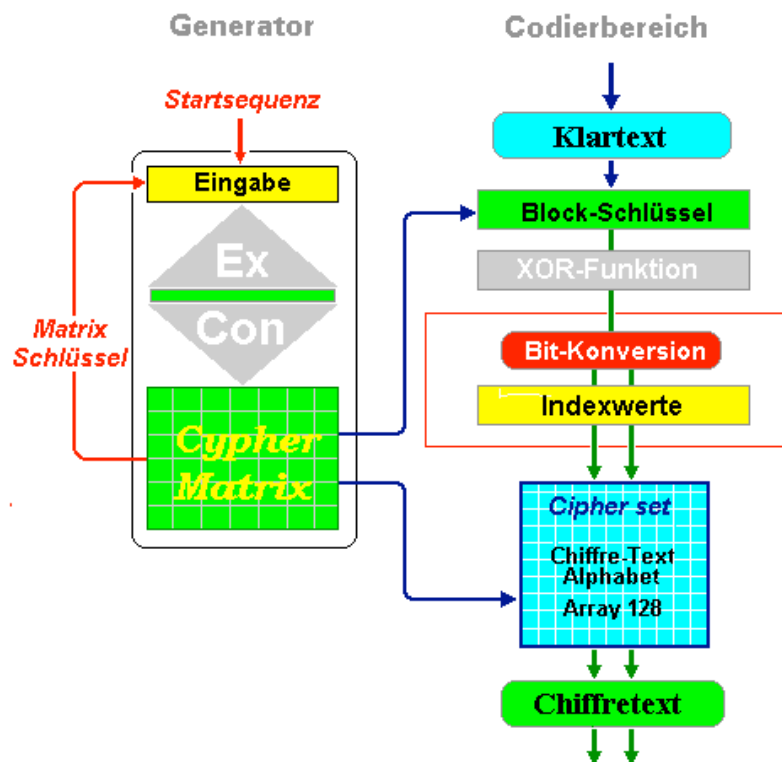 Generator
Codierbereich
Startsequenz
Klartext
Eingabe
Block-Schlüssel
Ex
XOR-Funktion
Con
Matrix
Schlüssel
Bit-Konversion
Indexwerte
Cypher
Matrix
Cipher set
Chiffre-Text
Alphabet
Array 128
Chiffretext